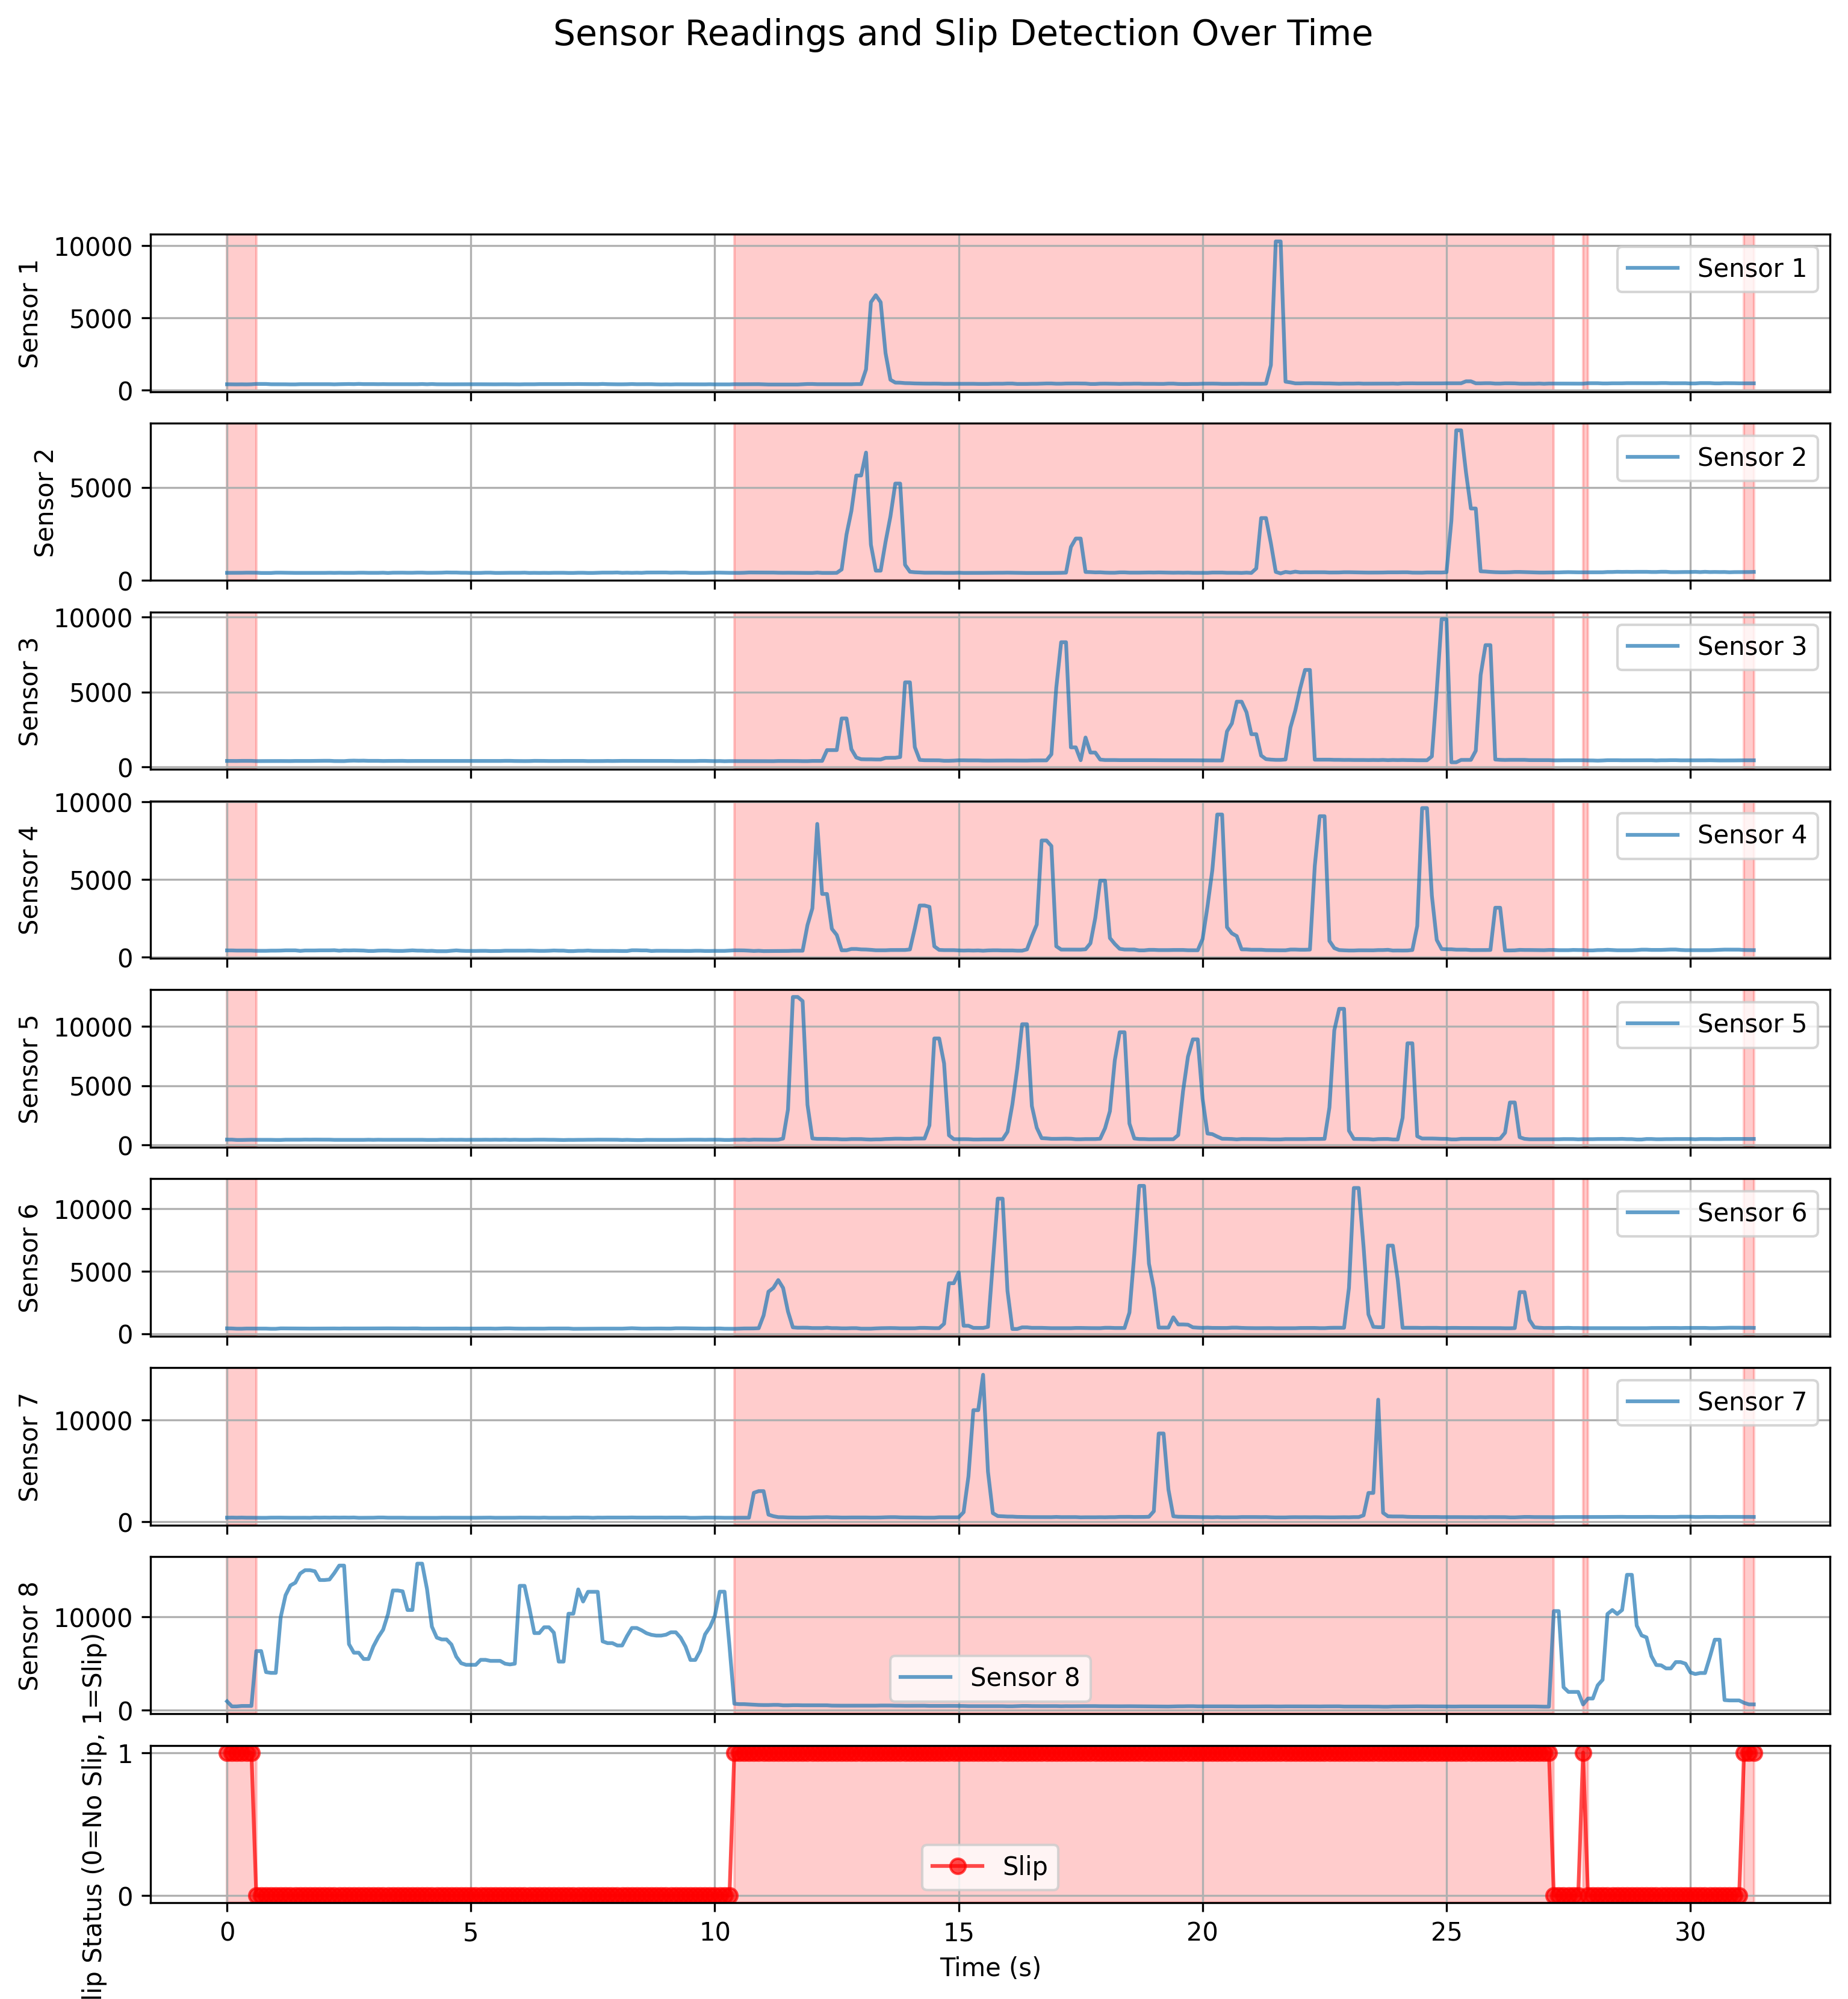 Sensor Readings and Slip Detection Over Time
Sensor 1
10000
5000
0
Sensor 1
Sensor 2
5000
0
Sensor 2
Sensor 3
10000
5000
0
Sensor 3
Sensor 4
10000
5000
0
Sensor 4
Sensor 5
10000
5000
0
Sensor 5
Sensor 6
10000
5000
0
Sensor 6
Sensor 7
10000
0
Sensor 7
Sensor 8
10000
0
Sensor 8
lip Status (0=No Slip, 1=Slip)
1
0
Slip
0 5 10 15 20 25 30
Time (s)